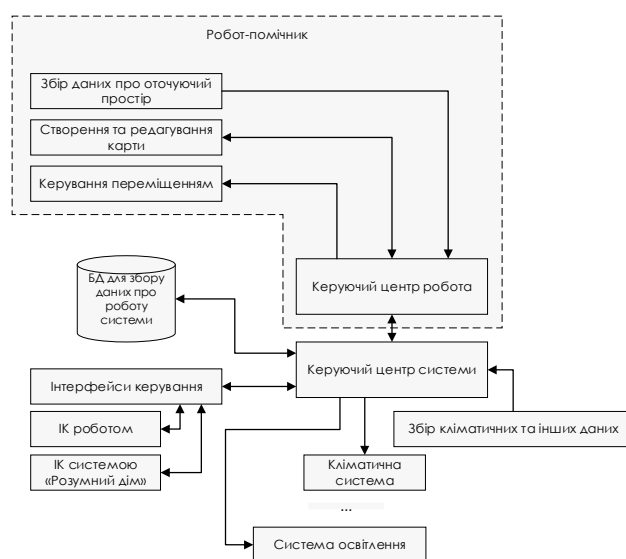 Робот-помічник
Збір даних про оточуючий
простір
Створення та редагування
карти
Керування переміщенням
Керуючий центр робота
БД для збору
даних про
роботу
системи
Керуючий центр системи
Інтерфейси керування
ІК роботом
ІК системою
«Розумний дім»
Збір кліматичних та інших даних
Кліматична
система
...
Система освітлення